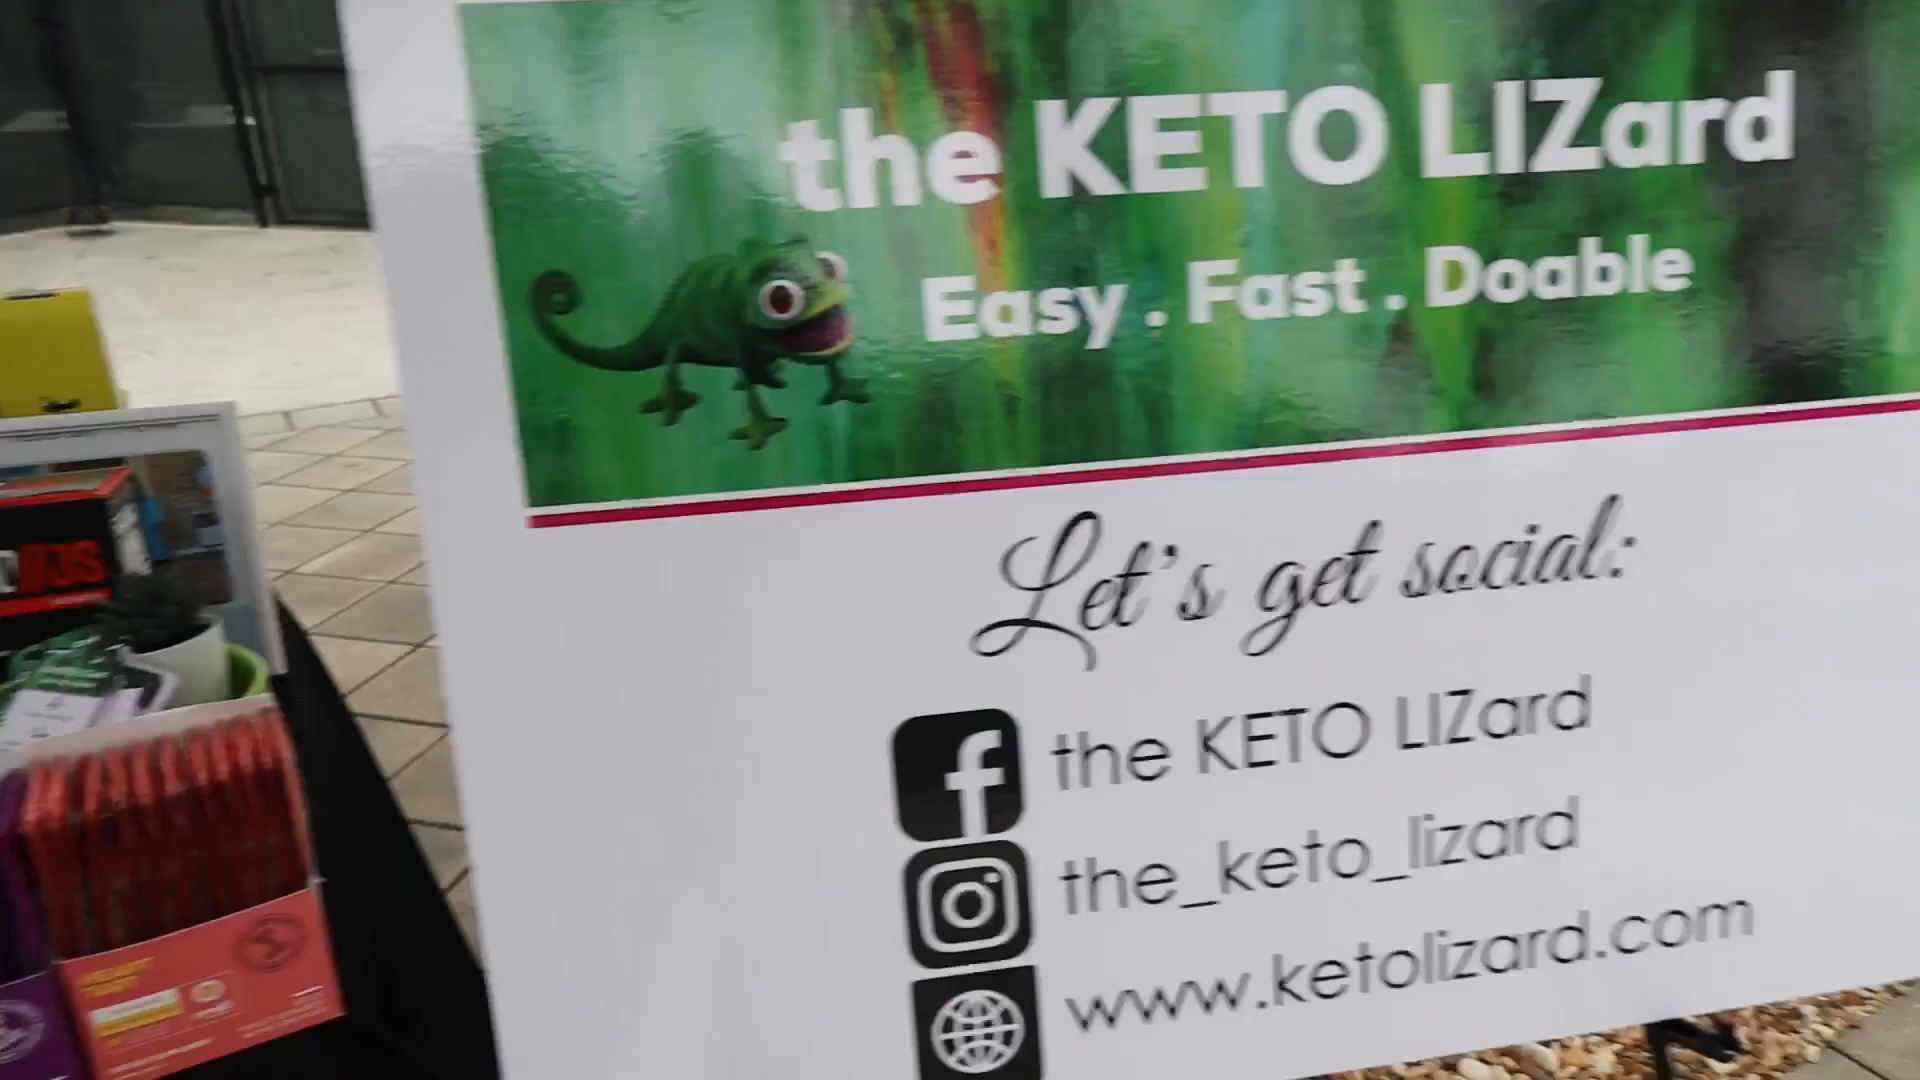 the KETO LIZard
Easy . Fast . Doable
Let's get social:
the KETO LIZard
the_keto_lizard
www.ketolizard.com